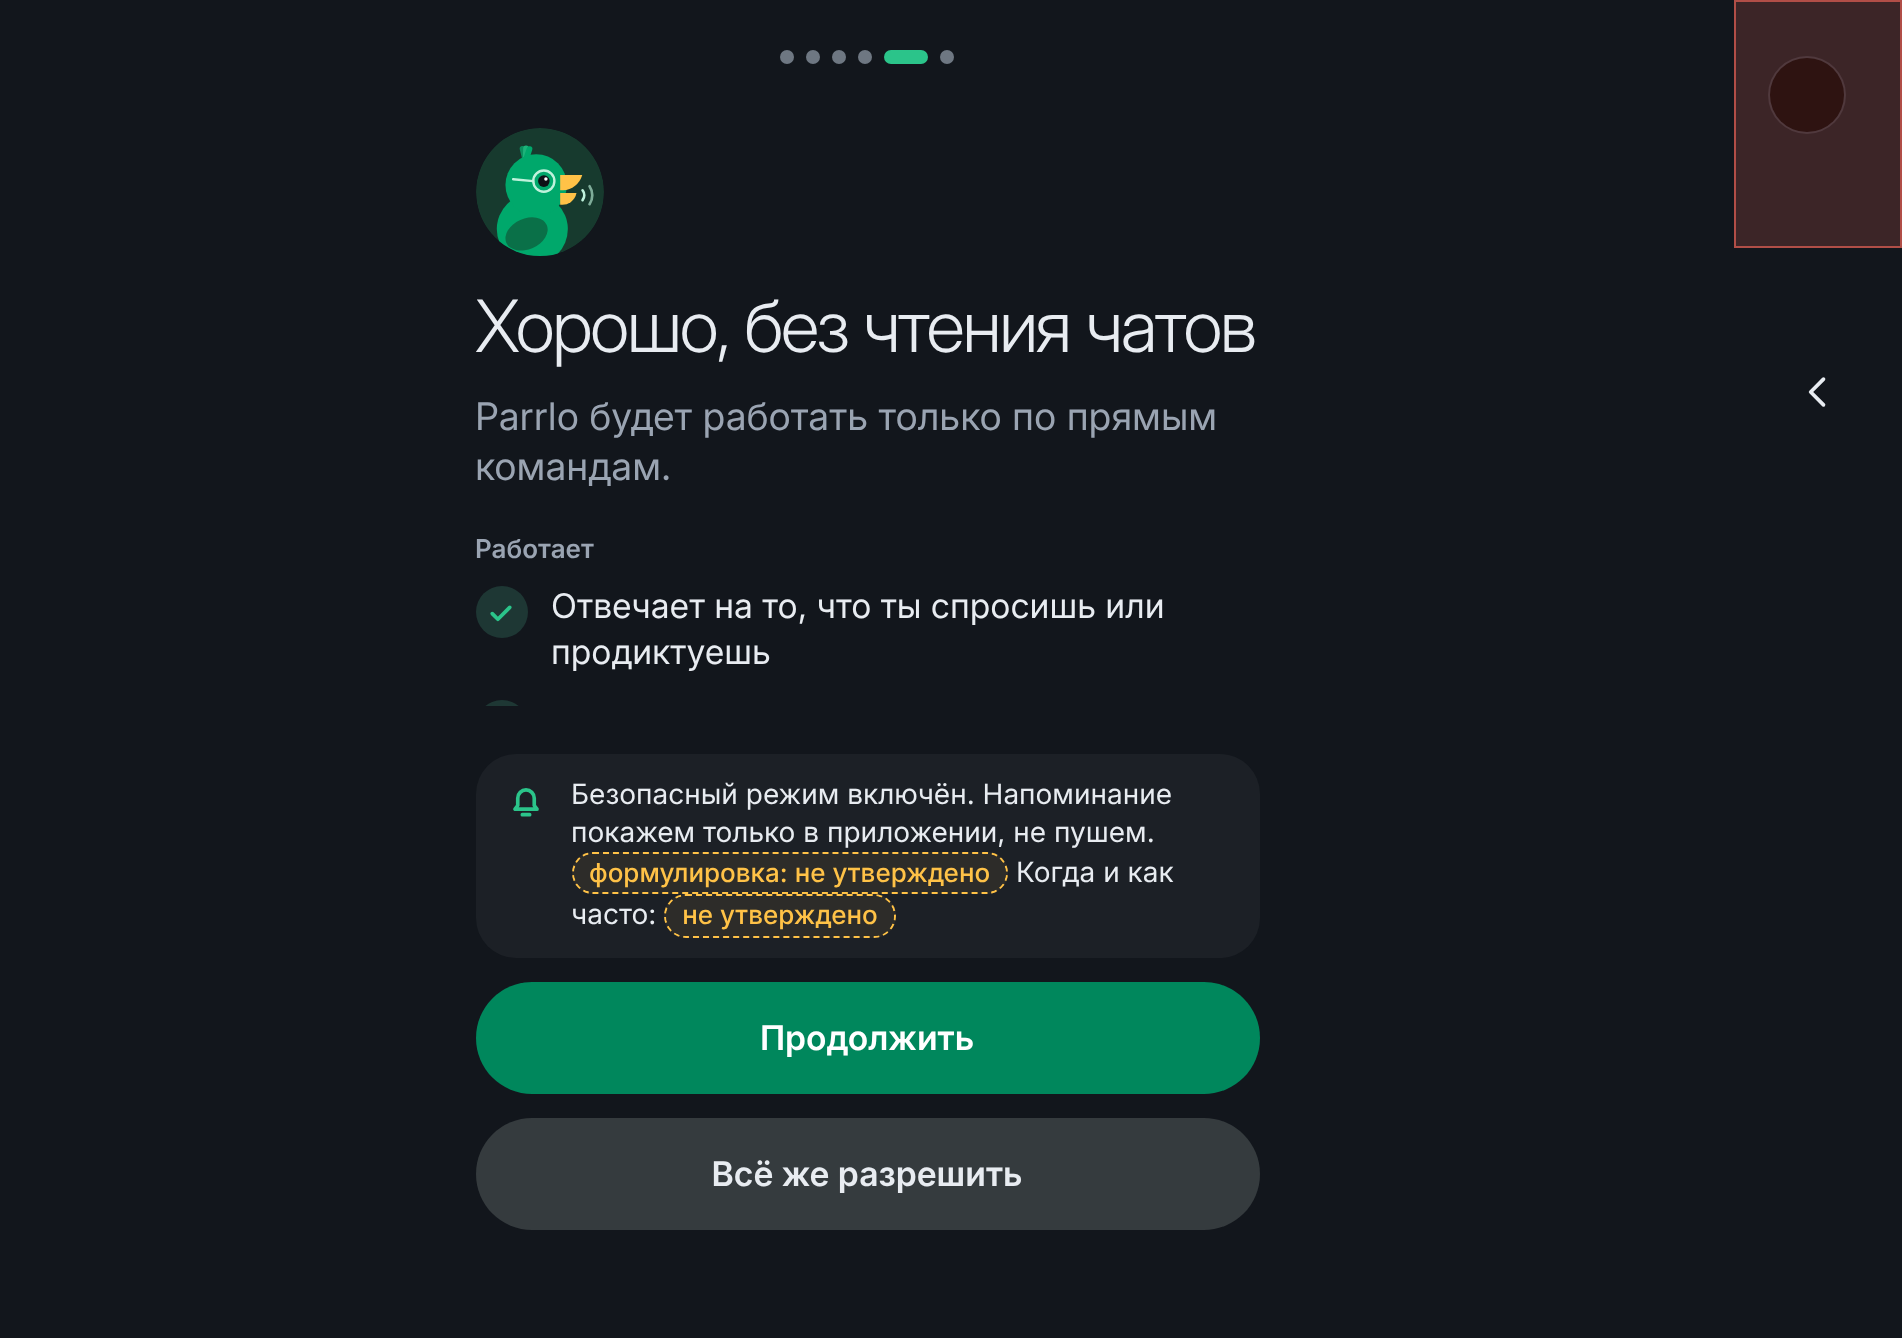 Хорошо, без чтения чатов
Parrlo будет работать только по прямым
командам.
Работает
Отвечает на то, что ты спросишь или
продиктуешь
Безопасный режим включён. Напоминание
покажем только в приложении, не пушем.
формулировка: не утверждено Когда и как
часто: не утверждено
Продолжить
Всё же разрешить